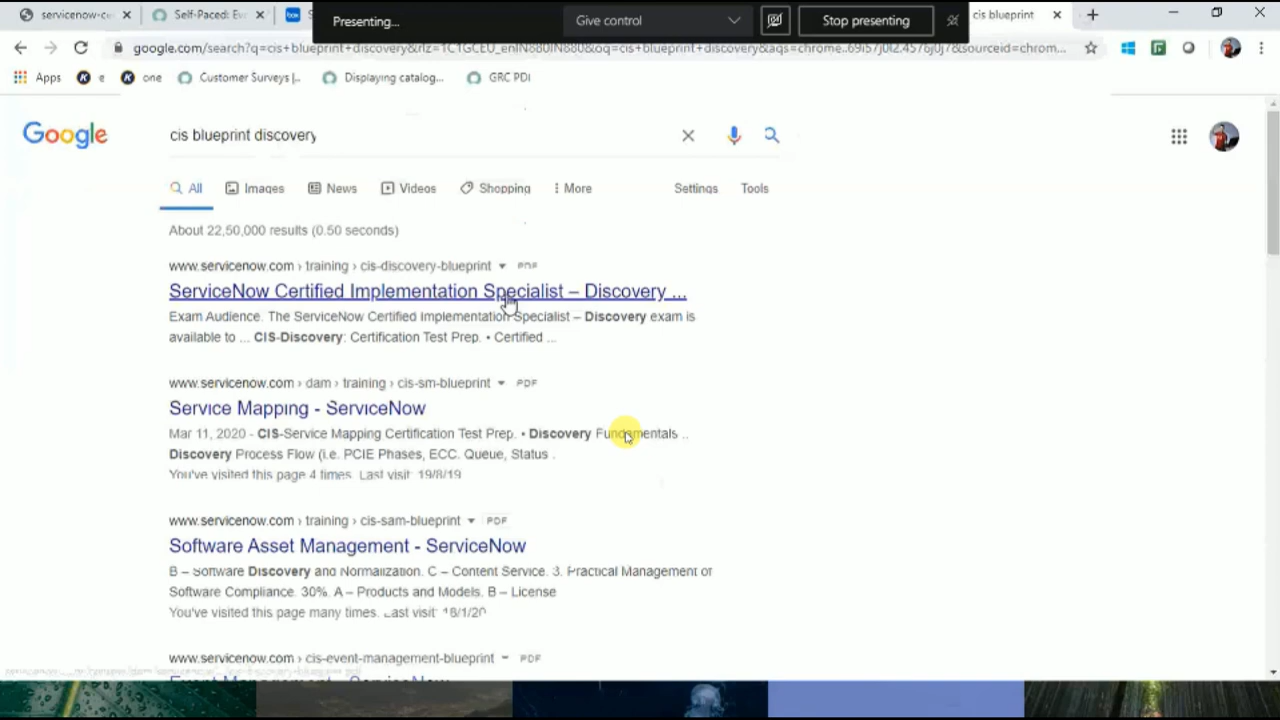 servicenow-ci
Self-Paced: Ev
box
S
Presenting...
Give control
Stop presenting
cis blueprint
google.com/search?q=cis+blueprint+discovery&rlz=1C1GCEU_enIN880IN880&oq=cis+blueprint+discovery&aqs=chrome..69i57j0l2.4576j0j7&sourceid=chrom...
Apps
e
one
Customer Surveys |...
Displaying catalog...
GRC PDI
Google
cis blueprint discovery
All
Images
News
Videos
Shopping
More
Settings
Tools
About 22,50,000 results (0.50 seconds)
www.servicenow.com › training › cis-discovery-blueprint PDF
ServiceNow Certified Implementation Specialist – Discovery ...
Exam Audience. The ServiceNow Certified Implementation Specialist – Discovery exam is
available to ... CIS-Discovery: Certification Test Prep. • Certified ...
www.servicenow.com › dam › training › cis-sm-blueprint PDF
Service Mapping - ServiceNow
Mar 11, 2020 - CIS-Service Mapping Certification Test Prep. • Discovery Fundamentals ..
Discovery Process Flow (i.e. PCIE Phases, ECC. Queue, Status .
You've visited this page 4 times. Last visit: 19/8/19
www.servicenow.com › training › cis-sam-blueprint PDF
Software Asset Management - ServiceNow
B – Software Discovery and Normalization. C – Content Service. 3. Practical Management of
Software Compliance. 30%. A – Products and Models. B – License
You've visited this page many times. Last visit: 16/1/20
www.servicenow.com › cis-event-management-blueprint PDF
Event Management - ServiceNow